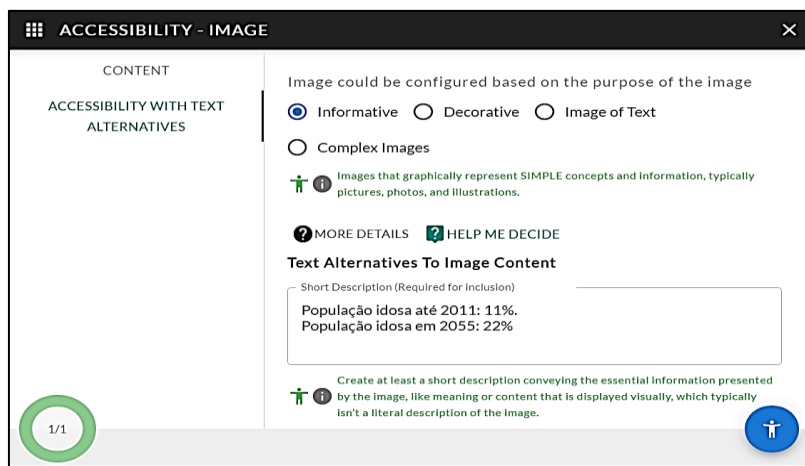 ACCESSIBILITY - IMAGE
CONTENT
ACCESSIBILITY WITH TEXT
ALTERNATIVES
Image could be configured based on the purpose of the image
Informative Decorative Image of Text
Complex Images
Images that graphically represent SIMPLE concepts and information, typically
pictures, photos, and illustrations.
MORE DETAILS HELP ME DECIDE
Text Alternatives To Image Content
Short Description (Required for inclusion)
População idosa até 2011: 11%.
População idosa em 2055: 22%
Create at least a short description conveying the essential information presented
by the image, like meaning or content that is displayed visually, which typically
isn't a literal description of the image.
1/1